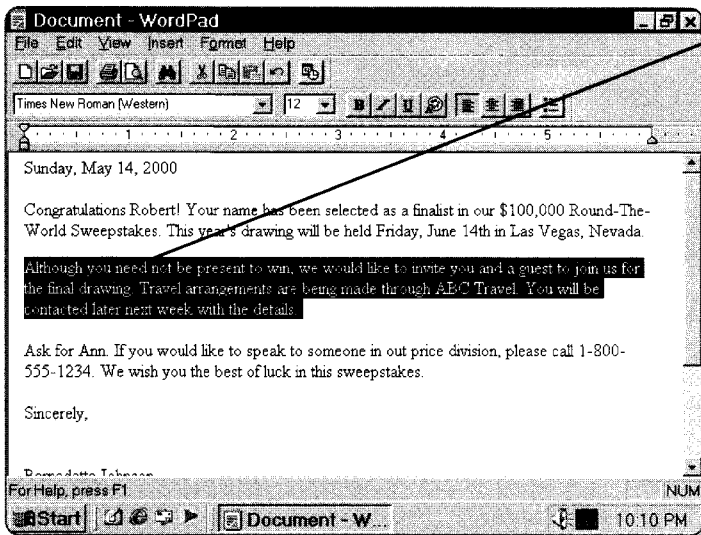 Document - WordPad
File Edit View Insert Format Help
Times New Roman (Western) 12 B / U
1 2 3 4 5
Sunday, May 14, 2000
Congratulations Robert! Your name has been selected as a finalist in our $100,000 Round-The-
World Sweepstakes. This year's drawing will be held Friday, June 14th in Las Vegas, Nevada.
Although you need not be present to win, we would like to invite you and a guest to join us for
the final drawing. Travel arrangements are being made through ABC Travel. You will be
contacted later next week with the details.
Ask for Ann. If you would like to speak to someone in out price division, please call 1-800-
555-1234. We wish you the best of luck in this sweepstakes.
Sincerely,
For Help, press F1 NUM
Start Document - W... 10:10 PM